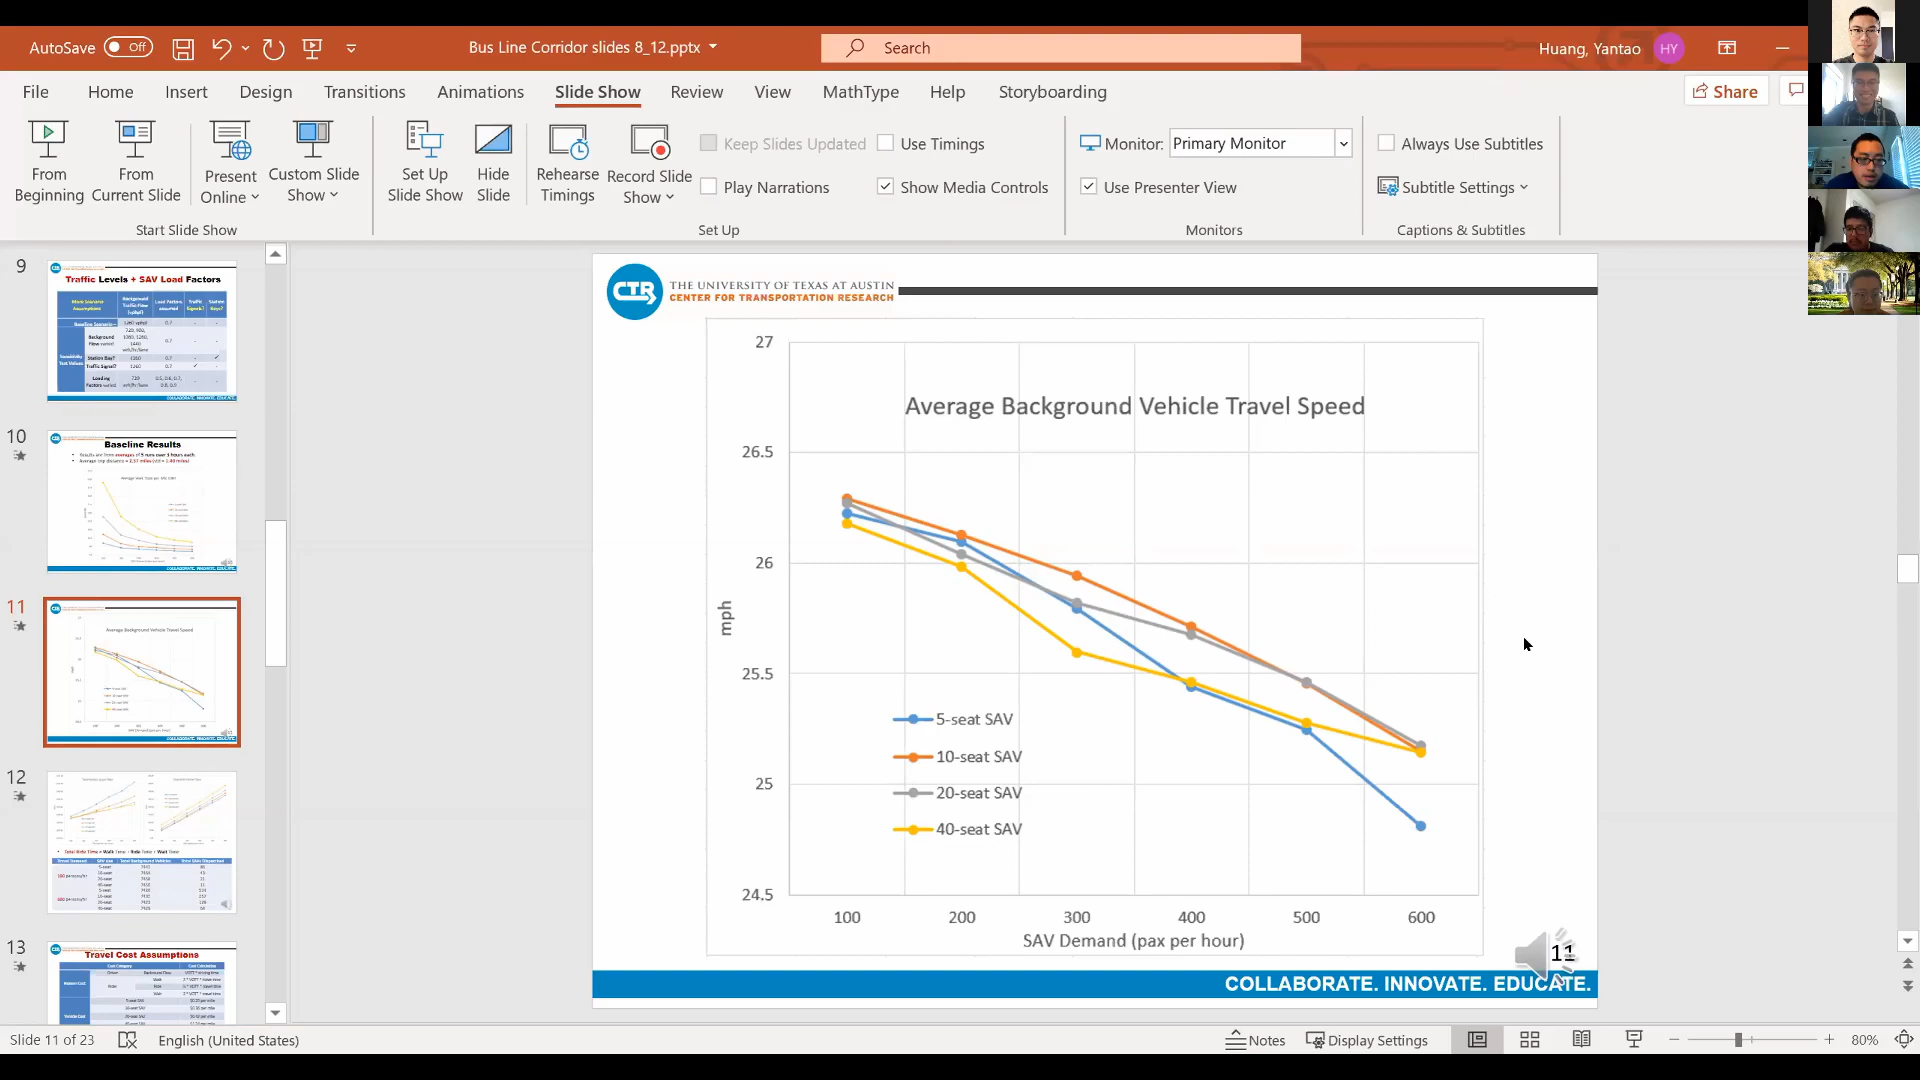 AutoSave Off
Bus Line Corridor slides 8_12.pptx
Search
Huang, Yantao HY
File Home Insert Design Transitions Animations Slide Show Review View MathType Help Storyboarding
Share
From Beginning
From Current Slide
Present Online
Custom Slide Show
Start Slide Show
Set Up Slide Show
Hide Slide
Rehearse Timings
Record Slide Show
Keep Slides Updated
Play Narrations
Use Timings
Show Media Controls
Set Up
Monitor: Primary Monitor
Use Presenter View
Monitors
Always Use Subtitles
Subtitle Settings
Captions & Subtitles
9
Traffic Levels + SAV Load Factors
10
Baseline Results
11
Average Background Vehicle Travel Speed
12
13
Travel Cost Assumptions
CTR THE UNIVERSITY OF TEXAS AT AUSTIN
CENTER FOR TRANSPORTATION RESEARCH
Average Background Vehicle Travel Speed
27
26.5
26
25.5
25
24.5
mph
5-seat SAV
10-seat SAV
20-seat SAV
40-seat SAV
100 200 300 400 500 600
SAV Demand (pax per hour)
11
COLLABORATE. INNOVATE. EDUCATE.
Slide 11 of 23
English (United States)
Notes
Display Settings
80%